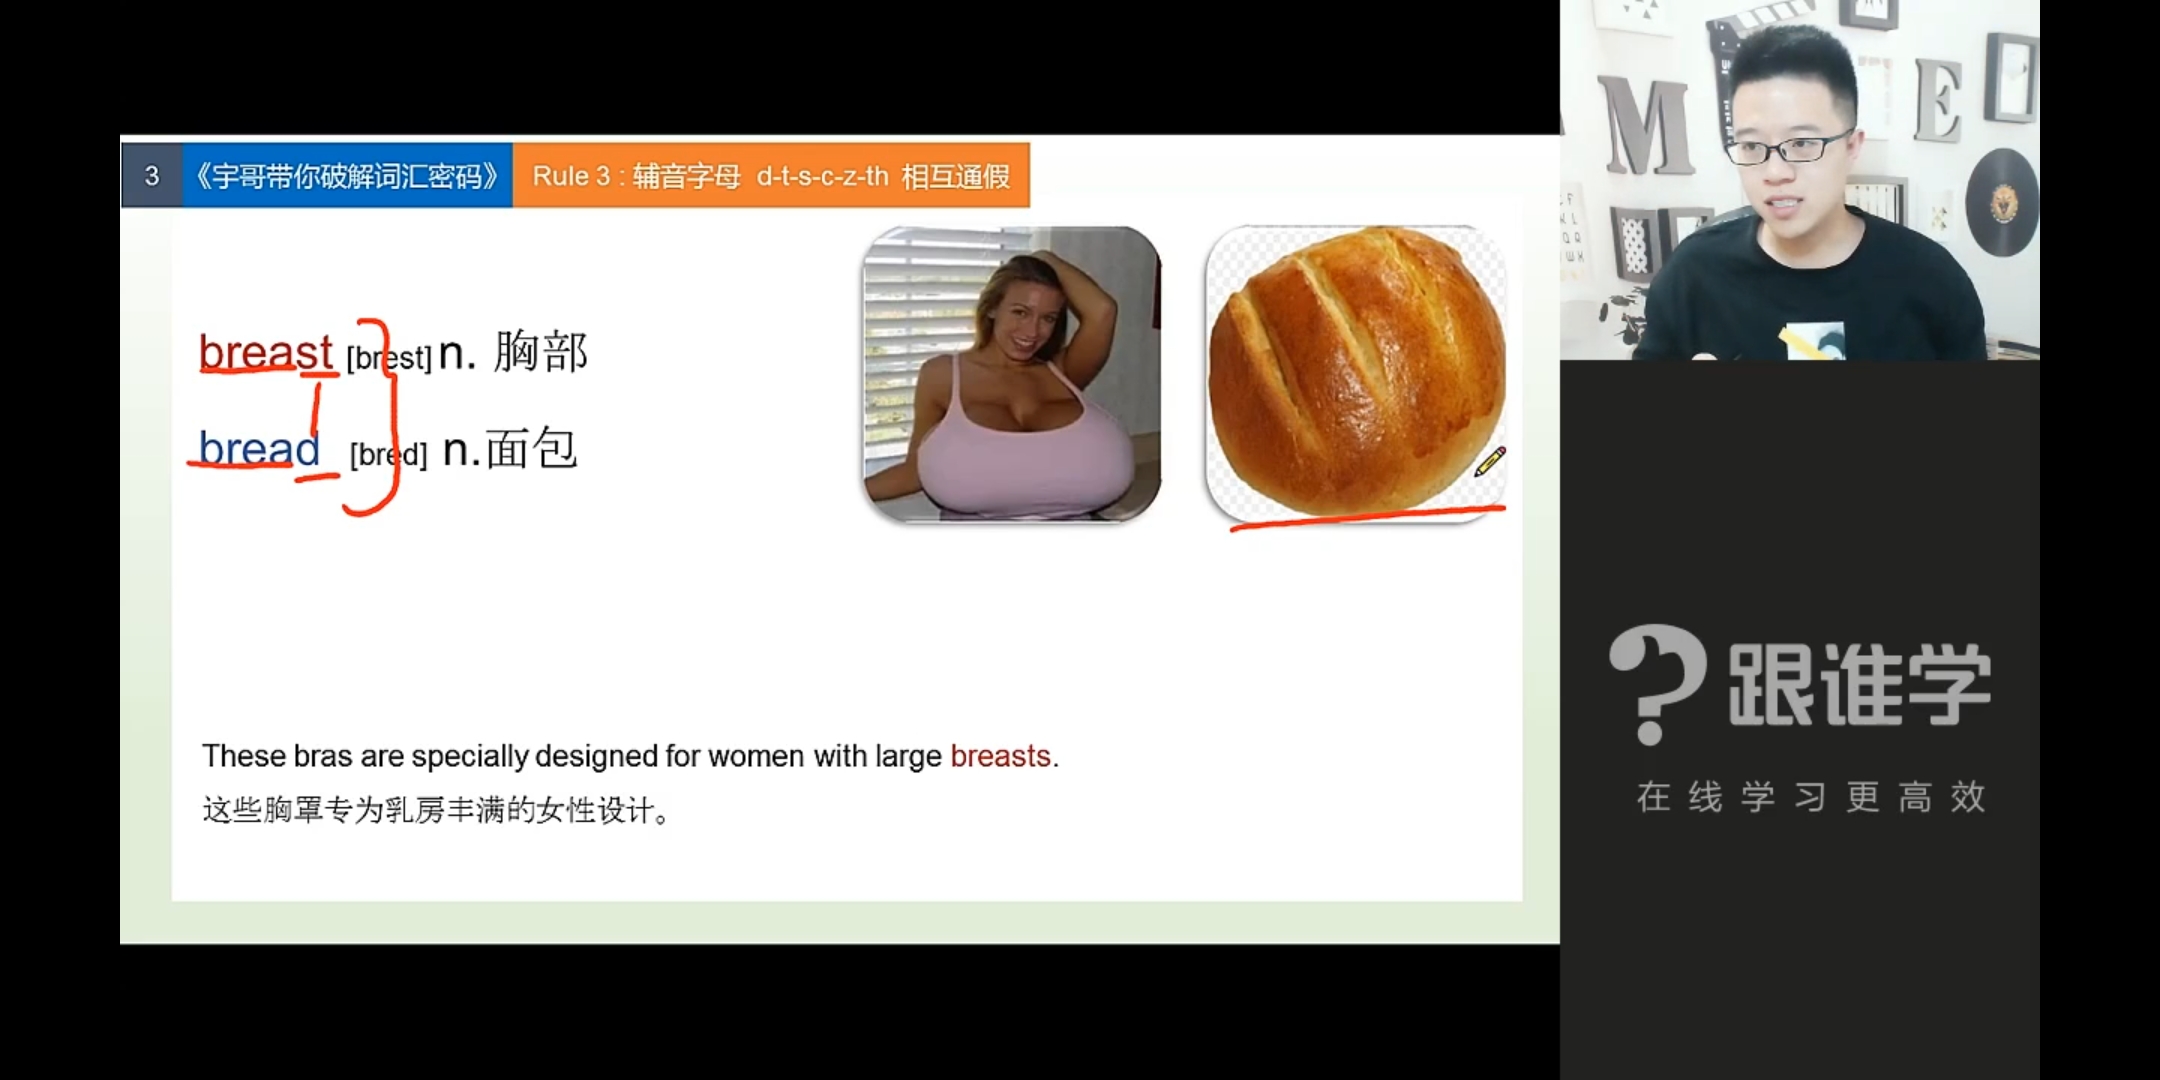 3 《宇哥带你破解词汇密码》 Rule 3 : 辅音字母 d-t-s-c-z-th 相互通假
breast [brest] n. 胸部
bread [bred] n.面包
These bras are specially designed for women with large breasts.
这些胸罩专为乳房丰满的女性设计。
M E
跟谁学
在线学习更高效